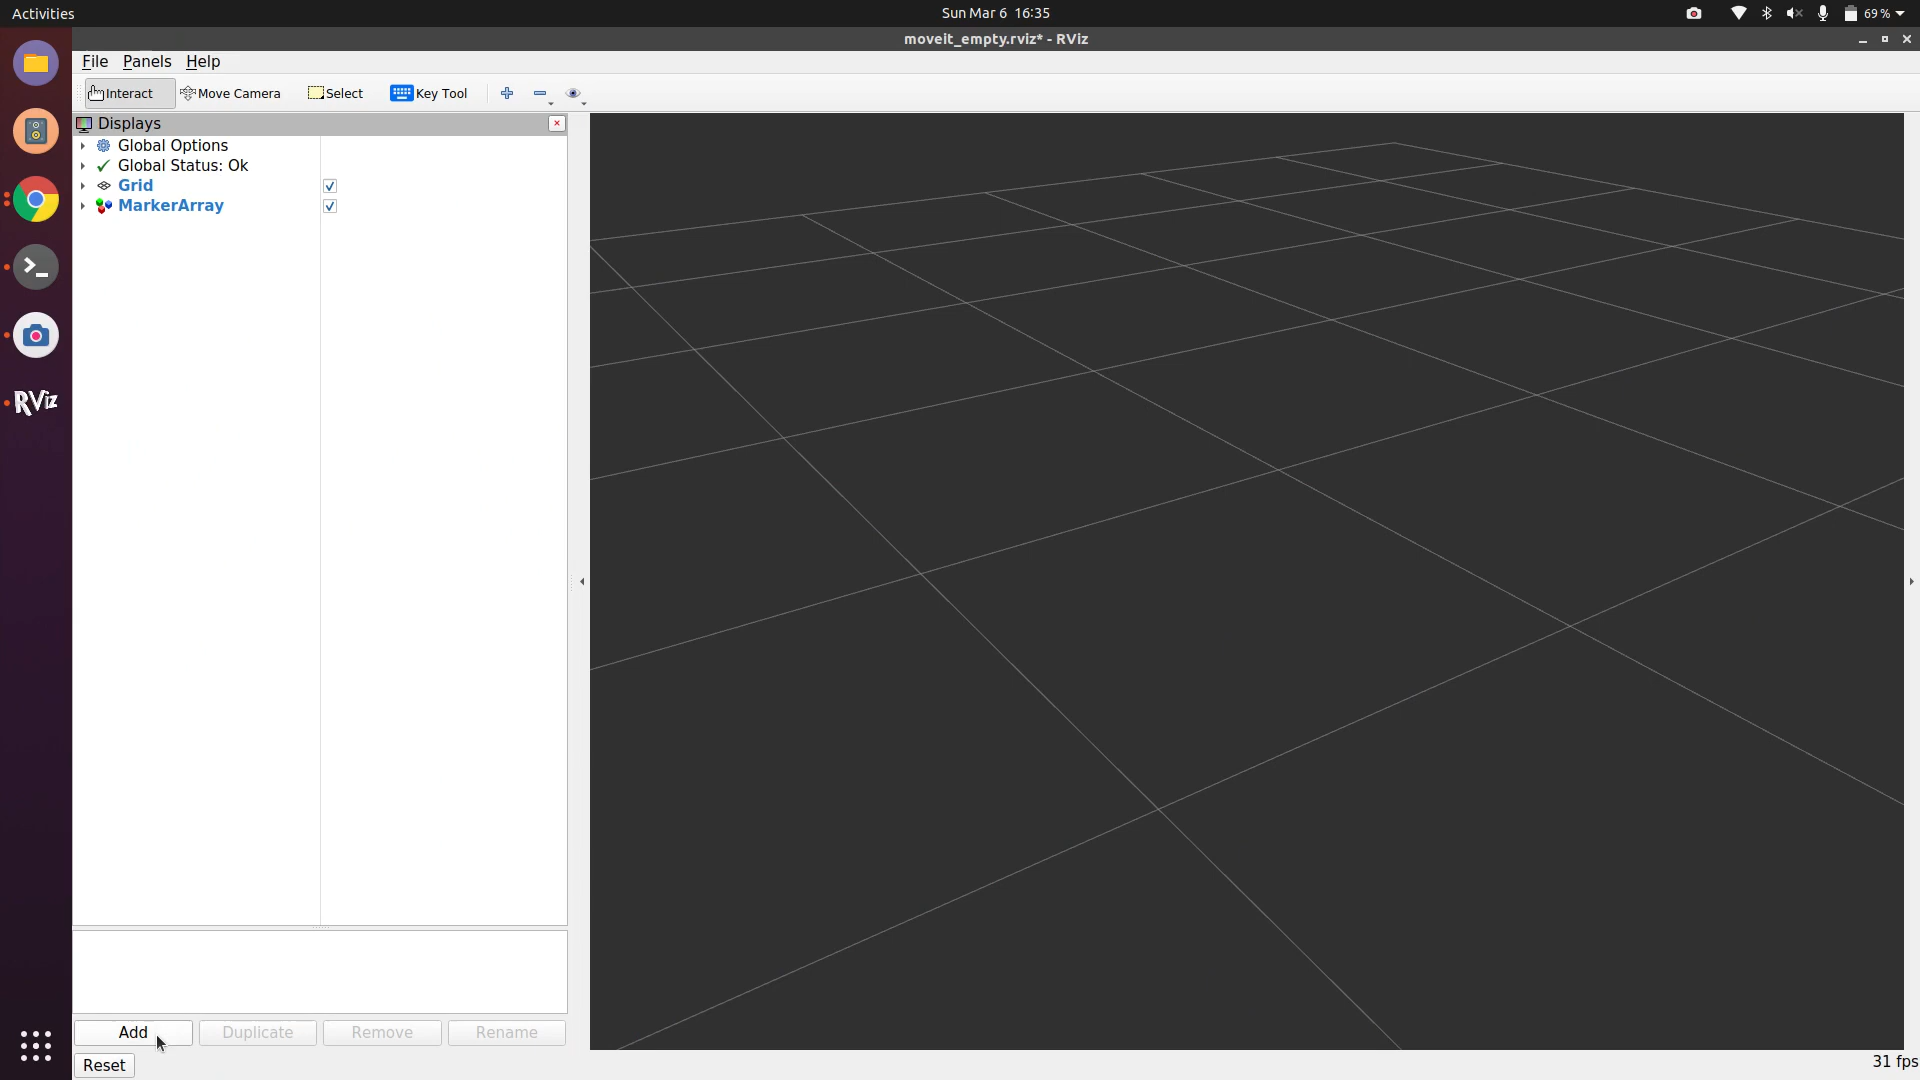 Activities
Sun Mar 6 16:35
69 %
moveit_empty.rviz* - RViz
File Panels Help
Interact Move Camera Select Key Tool
Displays
Global Options
Global Status: Ok
Grid
MarkerArray
RViz
Add Duplicate Remove Rename
Reset
31 fps